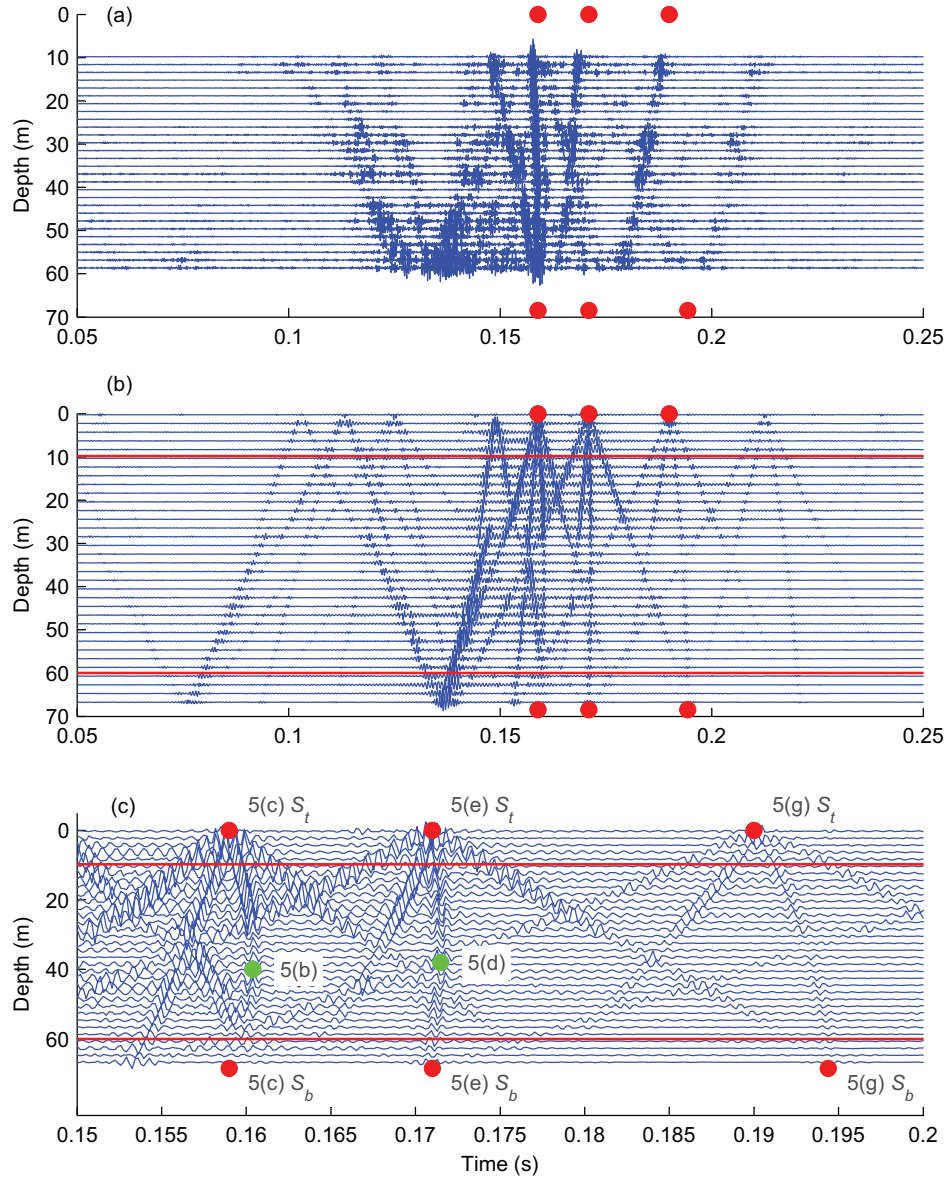 (a)
0
10
20
30
40
50
60
70
Depth (m)
0.05
0.1
0.15
0.2
0.25
(b)
0
10
20
30
40
50
60
70
Depth (m)
0.05
0.1
0.15
0.2
0.25
(c)
5(c) S_t
5(e) S_t
5(g) S_t
0
20
40
60
Depth (m)
5(b)
5(d)
5(c) S_b
5(e) S_b
5(g) S_b
0.15
0.155
0.16
0.165
0.17
0.175
0.18
0.185
0.19
0.195
0.2
Time (s)